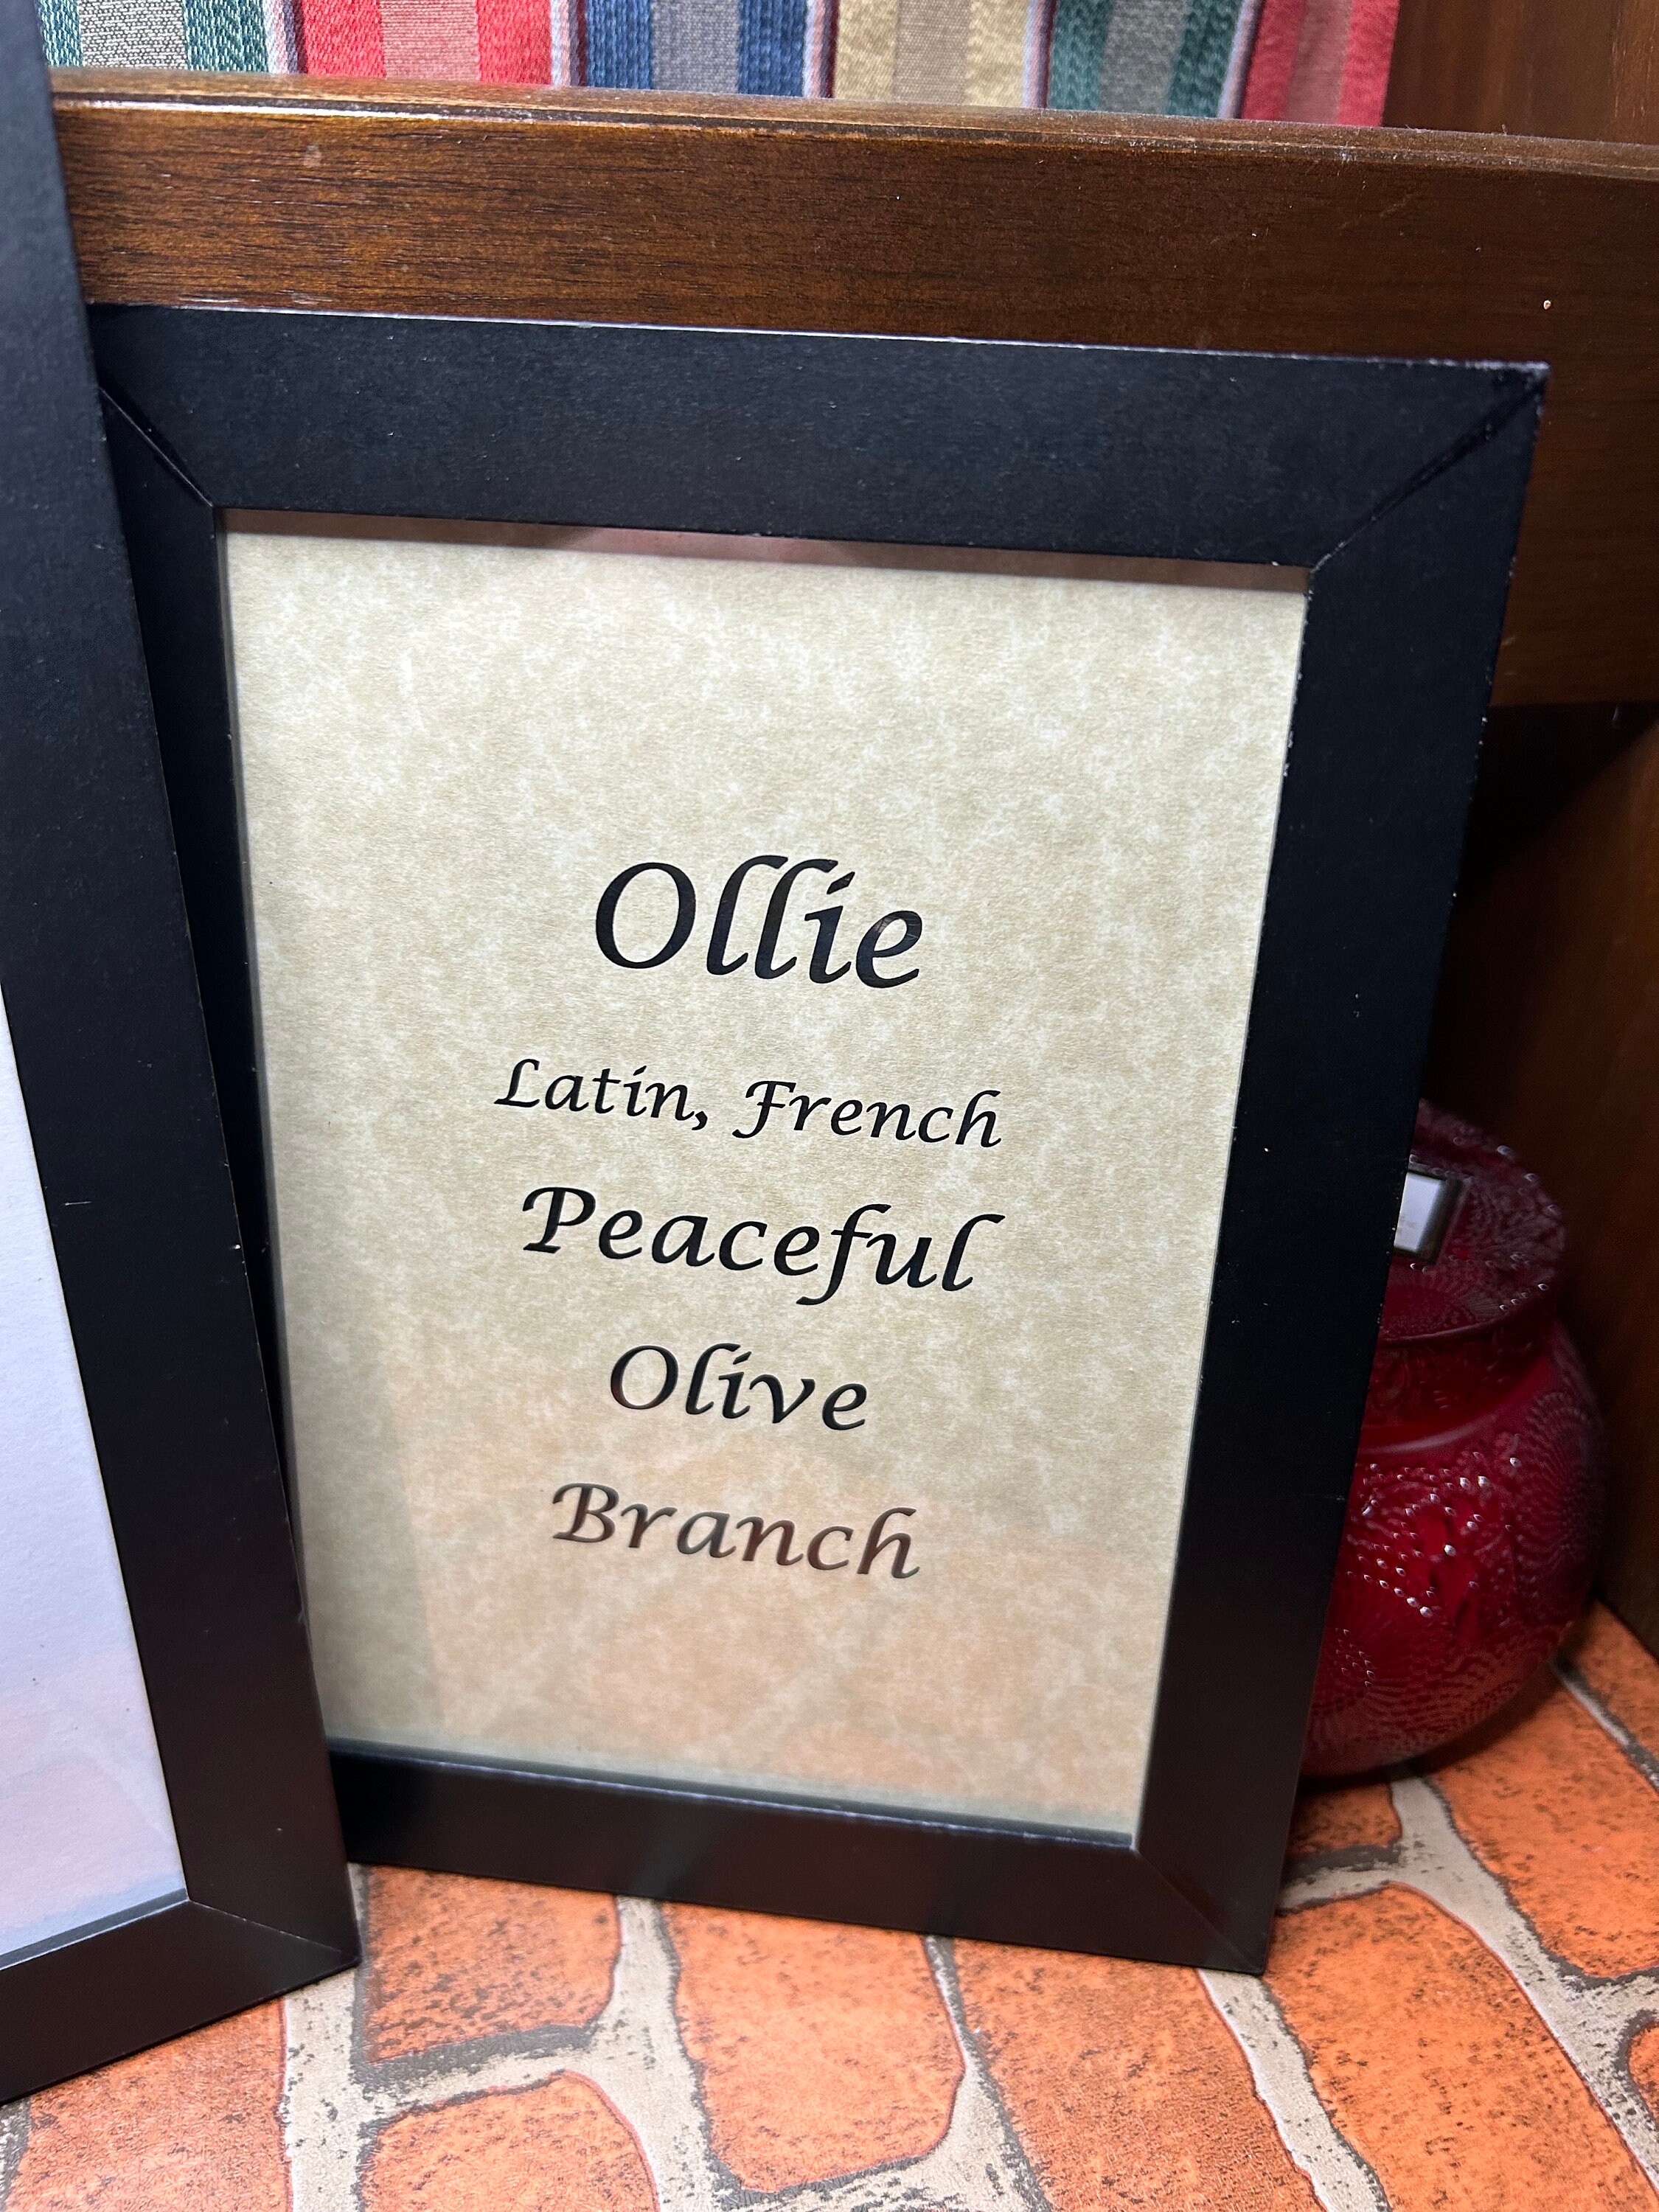 Ollie
Latin, French
Peaceful
Olive
Branch